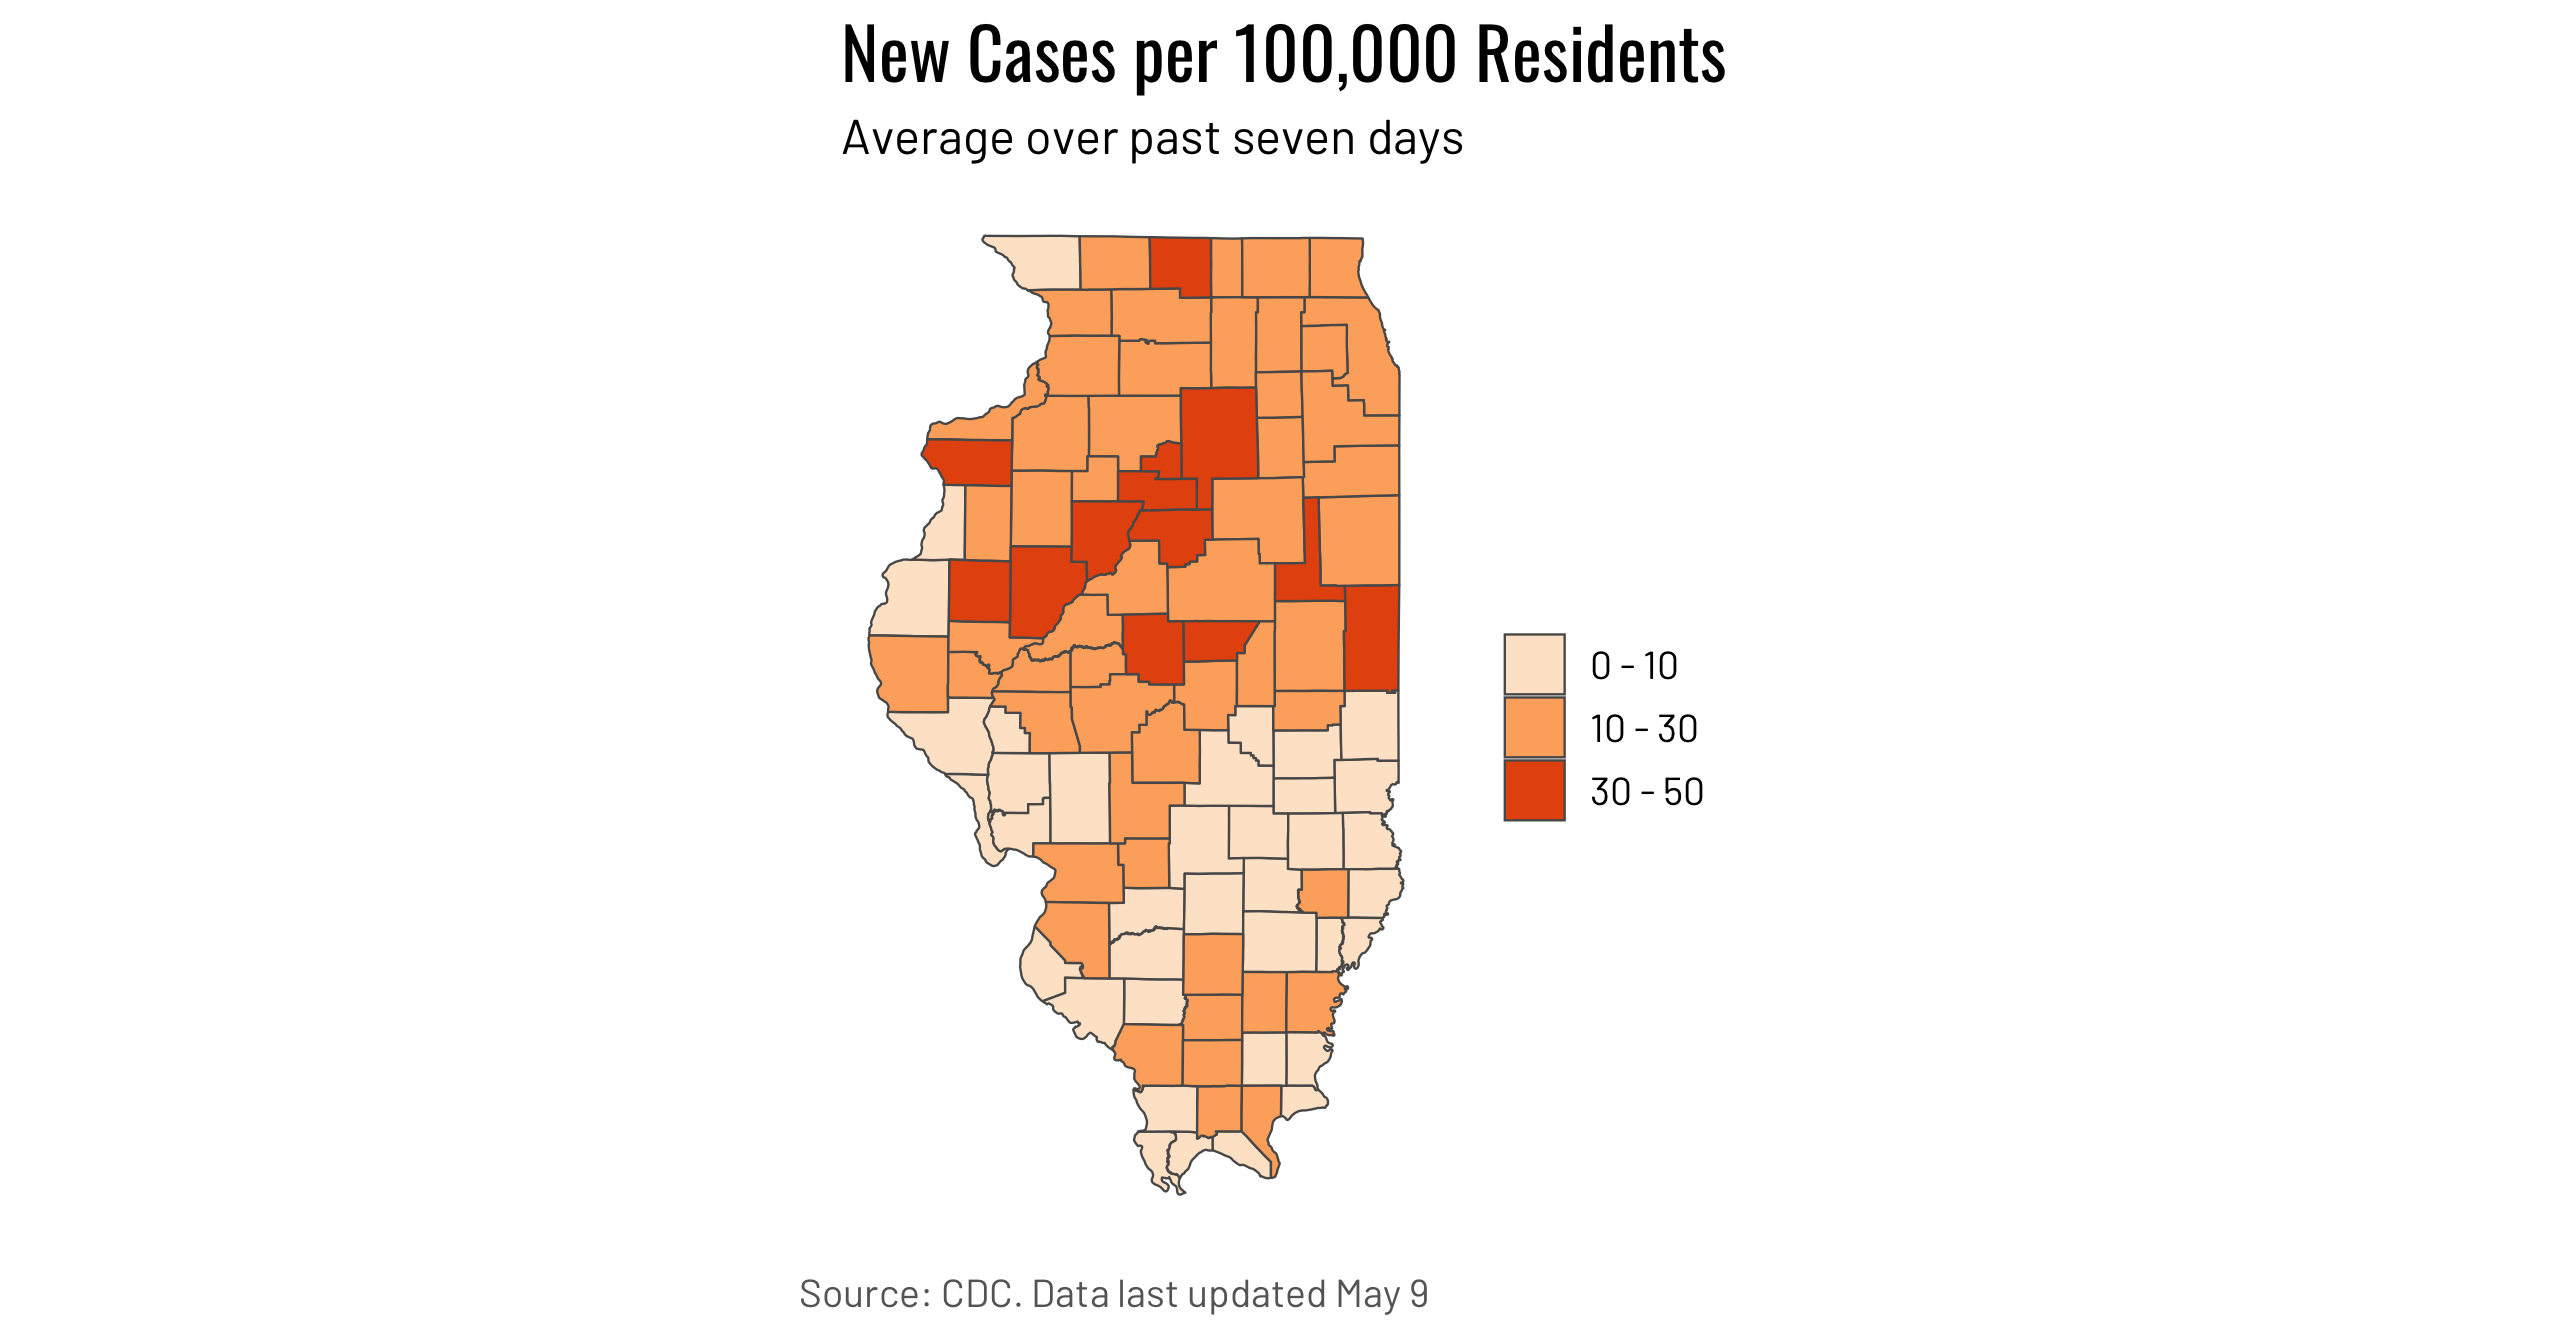 New Cases per 100,000 Residents
Average over past seven days
0 - 10
10 - 30
30 - 50
Source: CDC. Data last updated May 9